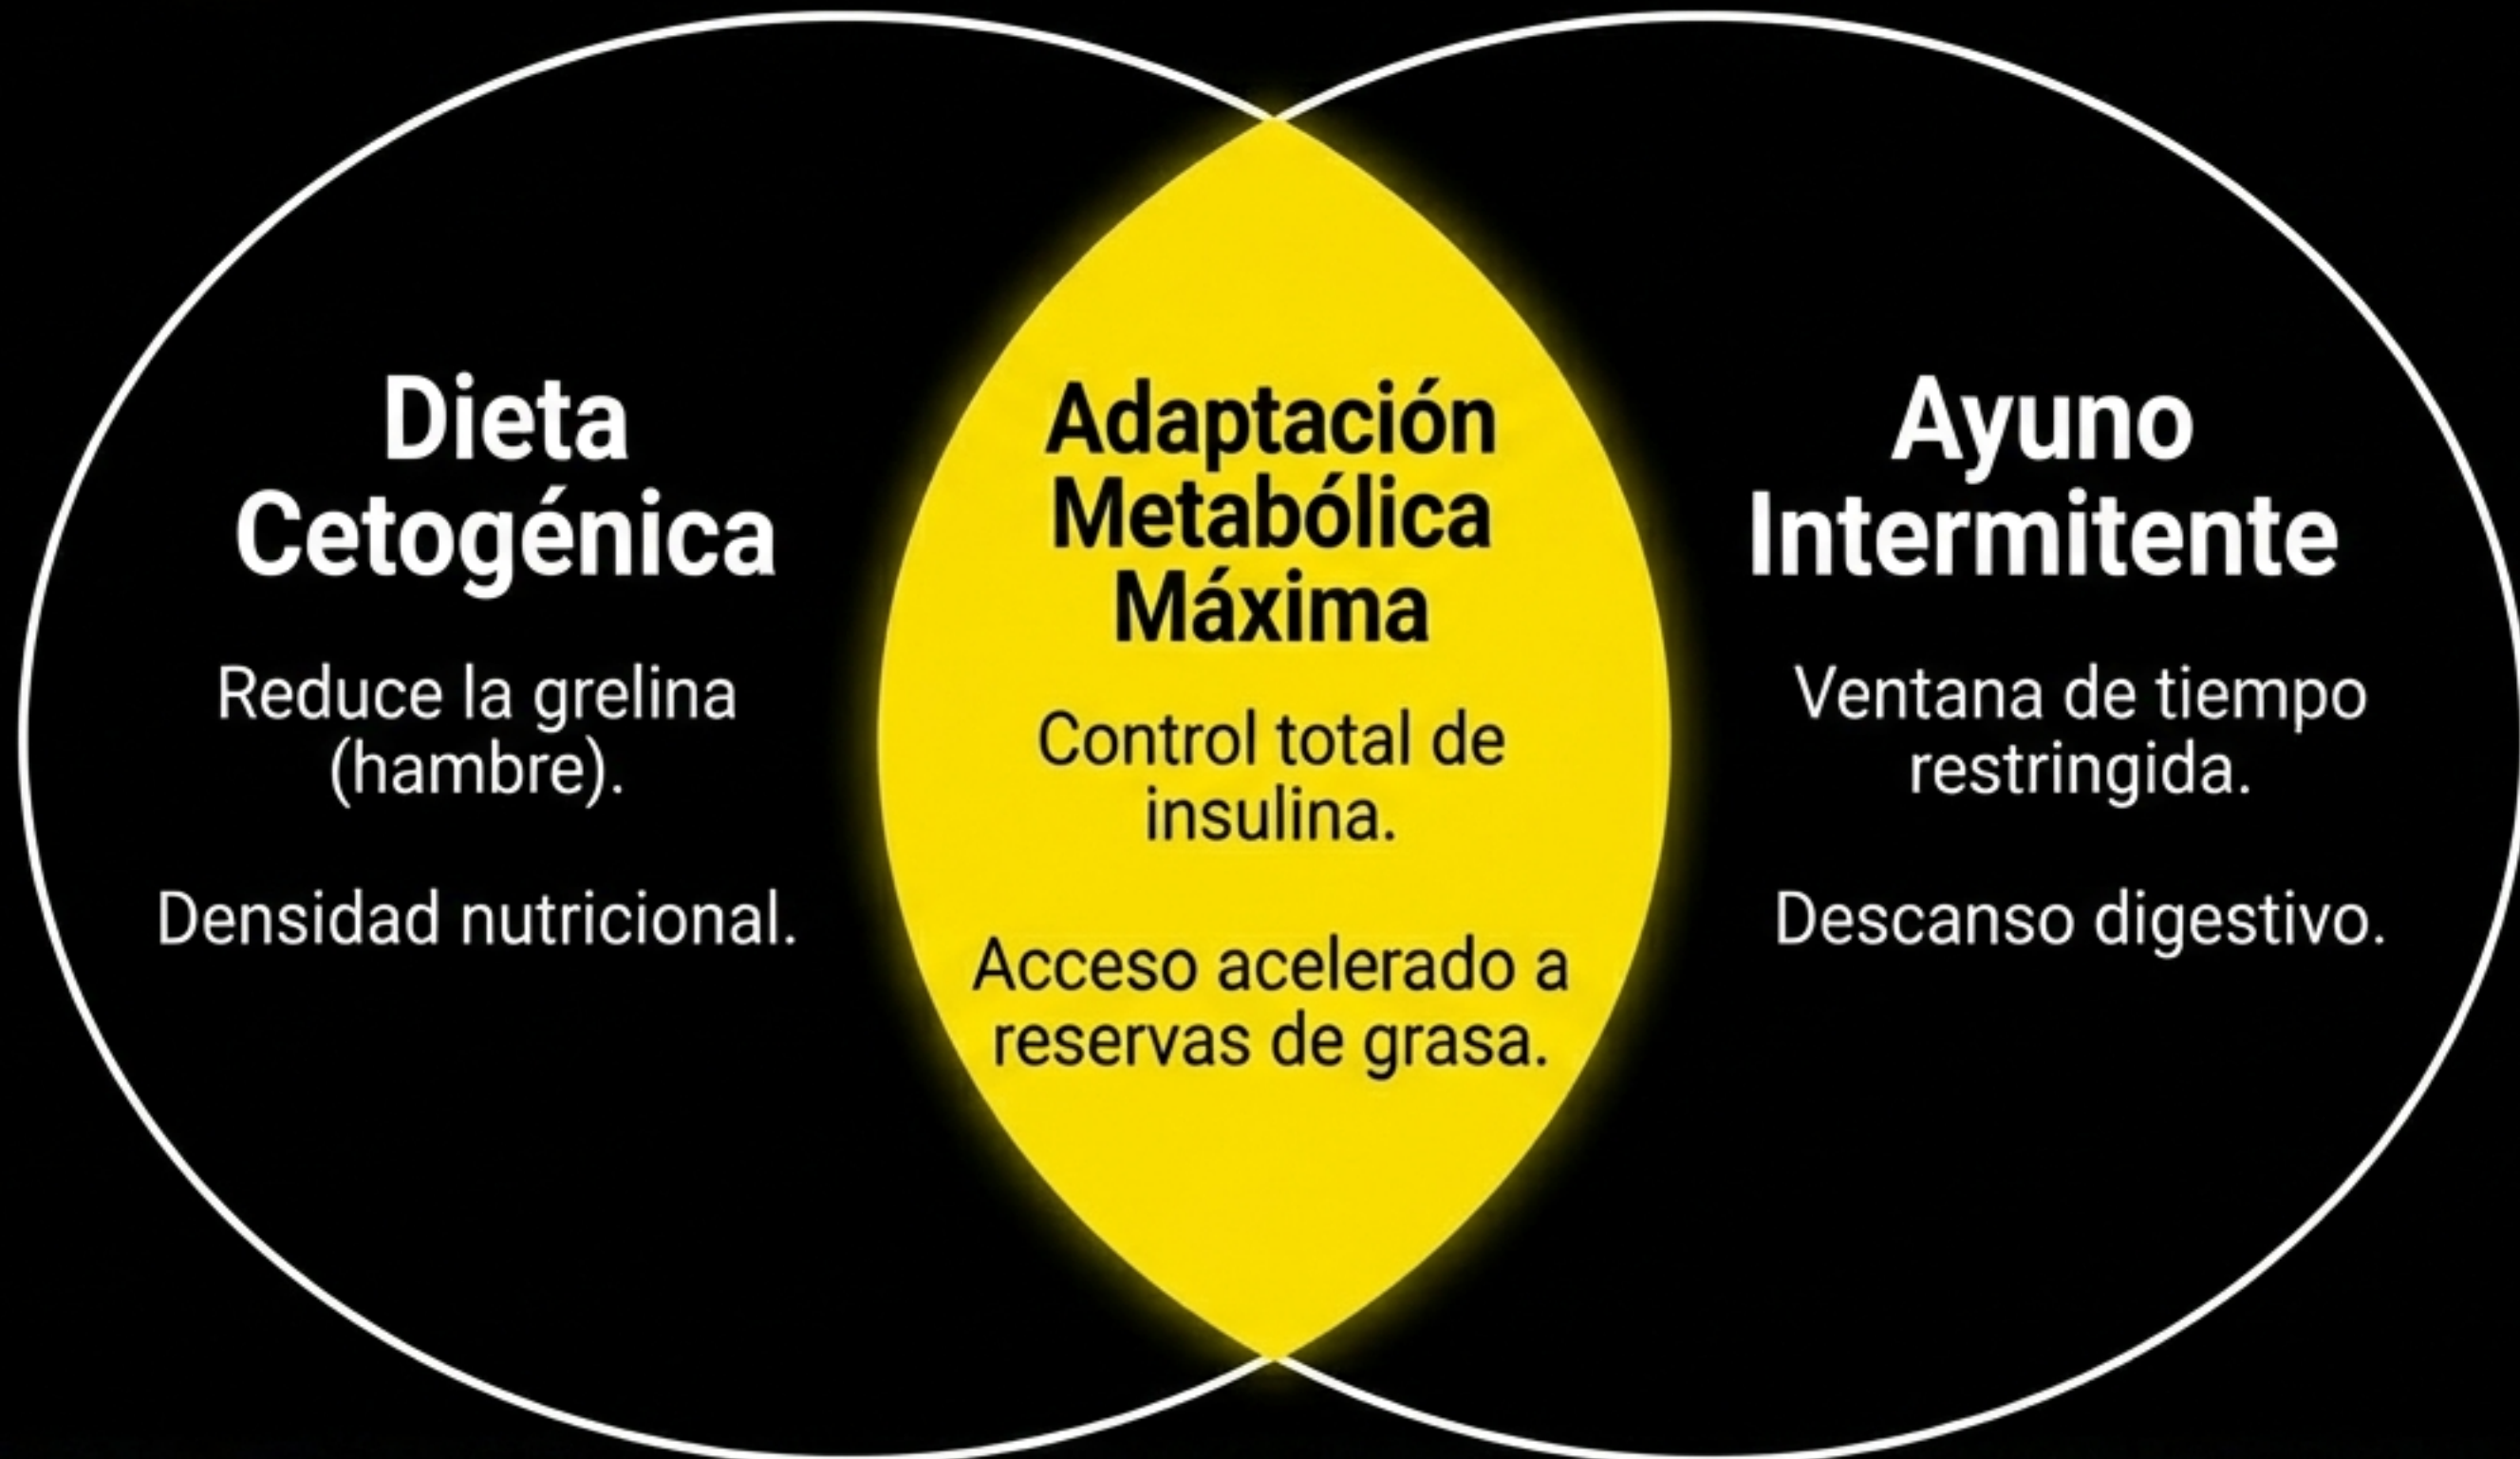 Dieta
Cetogénica
Reduce la grelina
(hambre).
Densidad nutricional.
Adaptación
Metabólica
Máxima
Control total de
insulina.
Acceso acelerado a
reservas de grasa.
Ayuno
Intermitente
Ventana de tiempo
restringida.
Descanso digestivo.